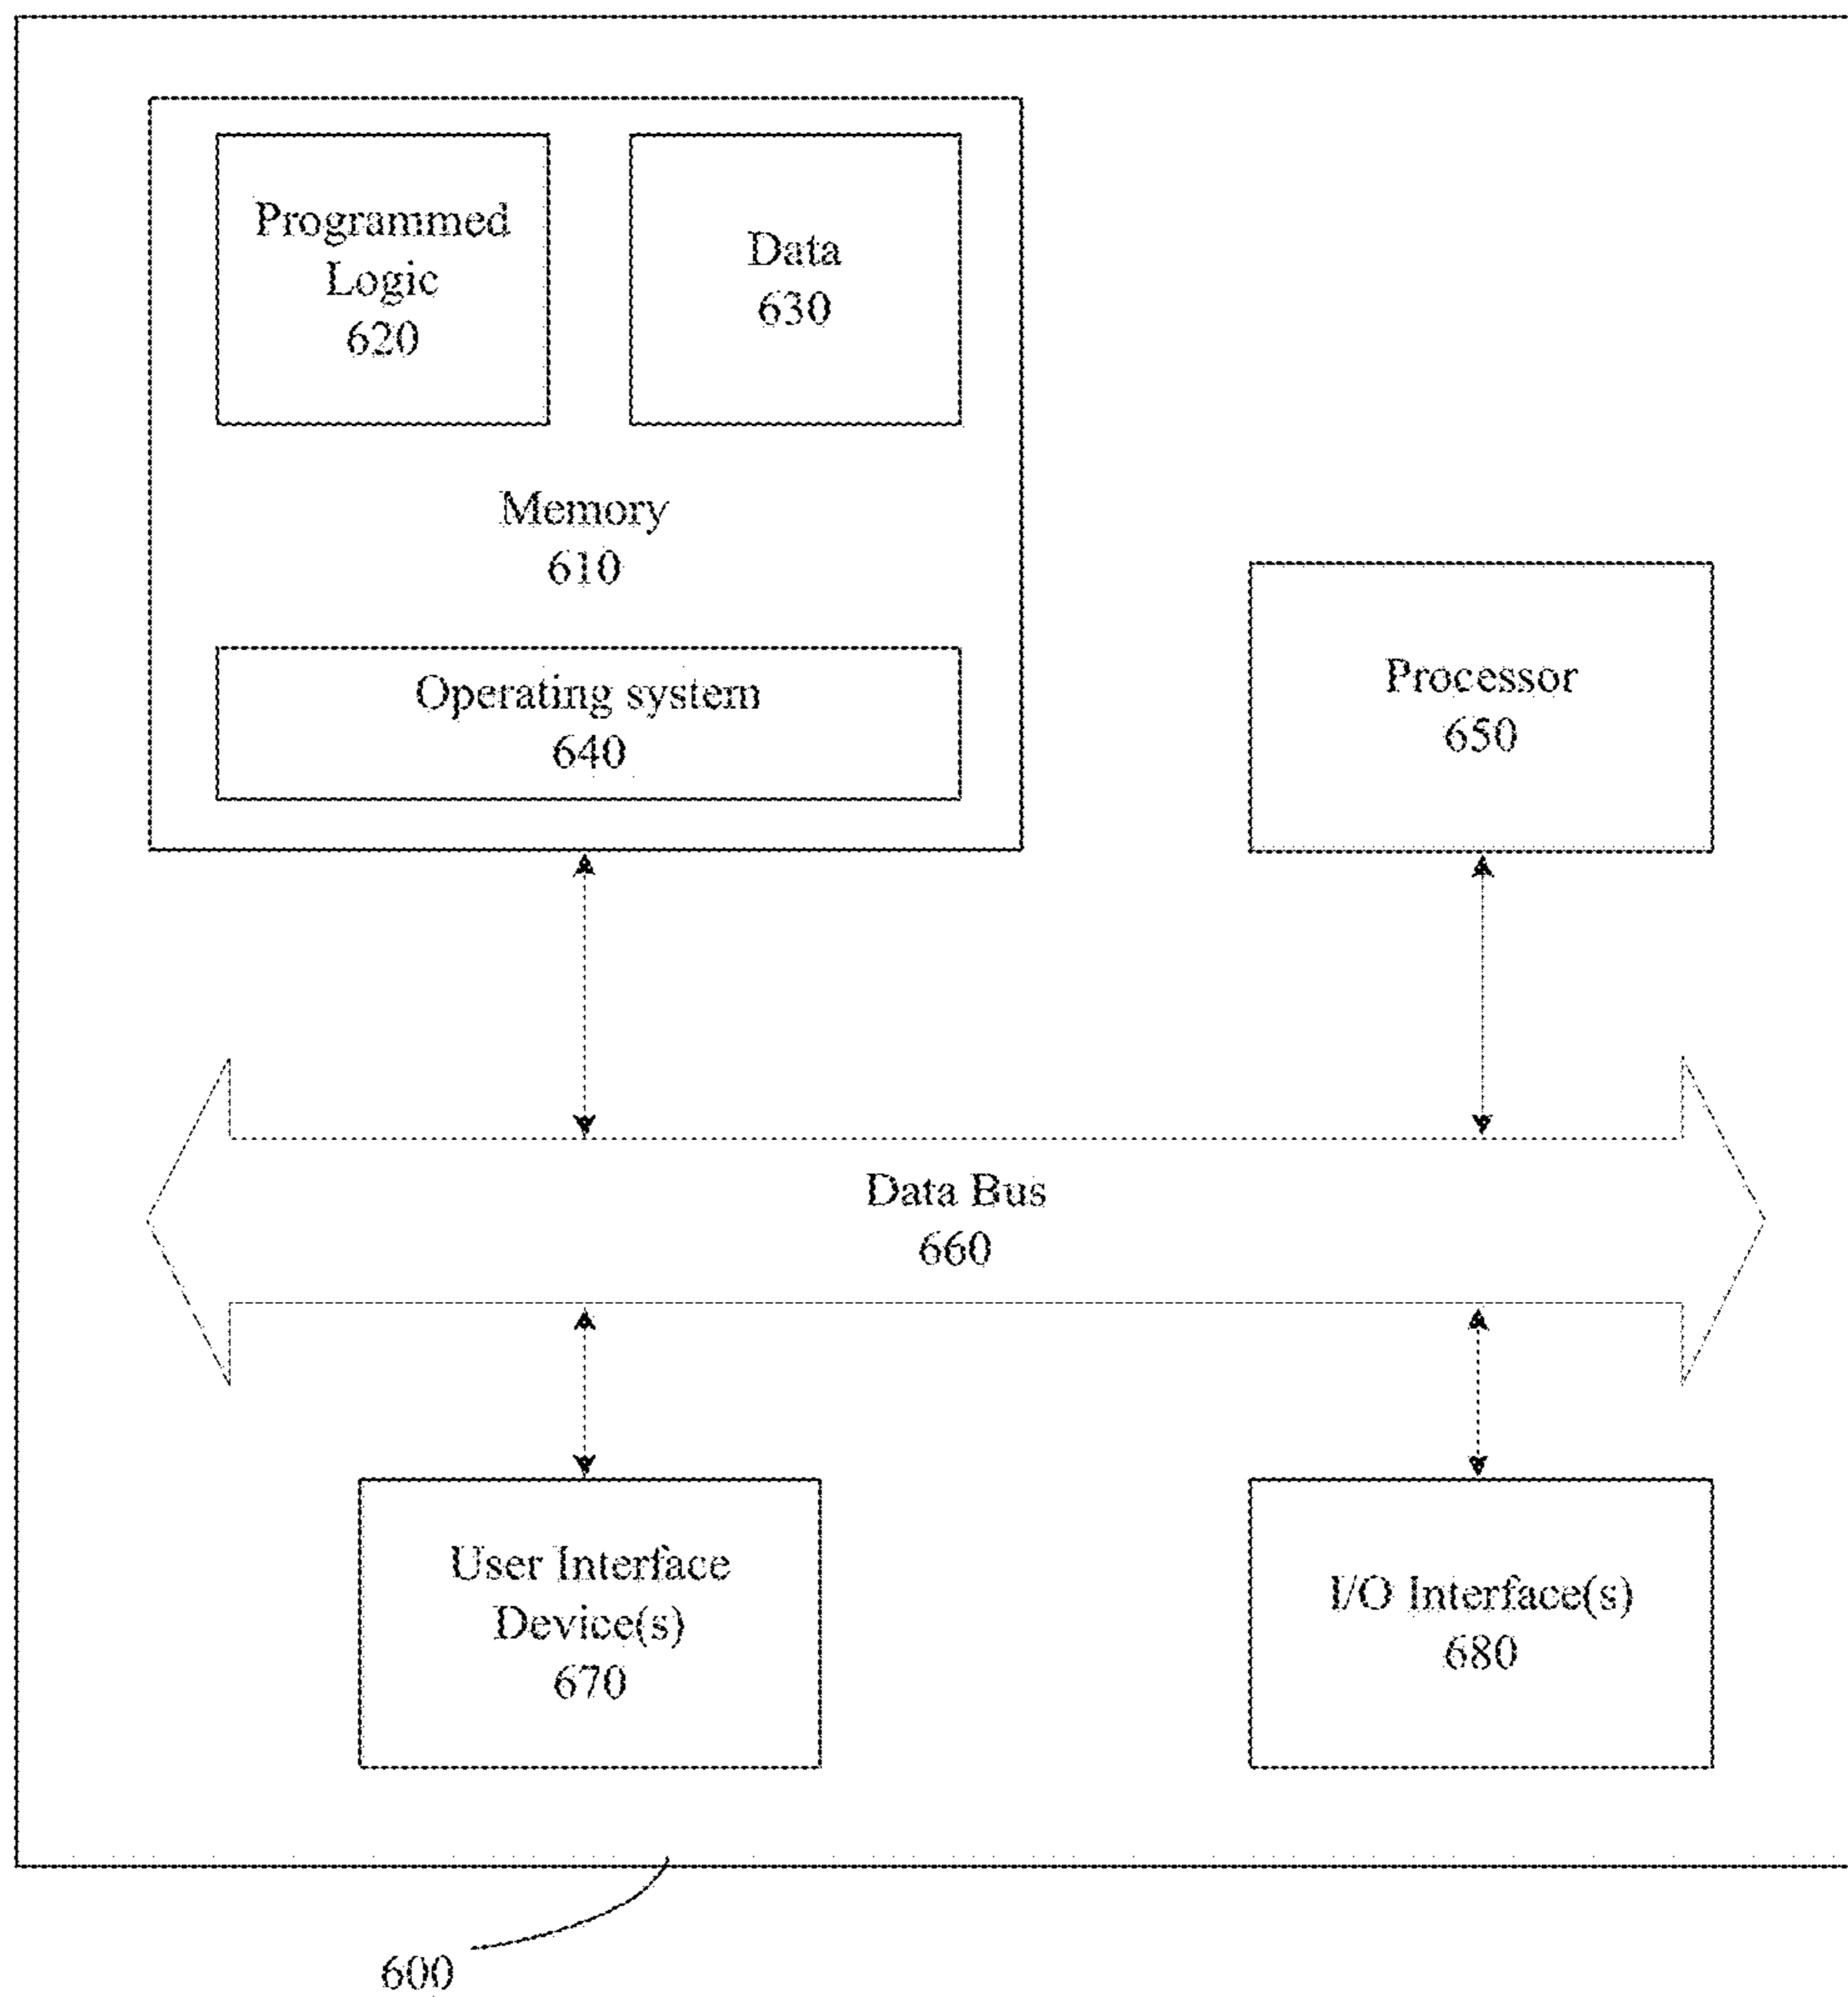 Programmed
Logic
620
Data
630
Memory
610
Operating system
640
Processor
650
Data Bus
660
User Interface
Device(s)
670
I/O Interface(s)
680
600